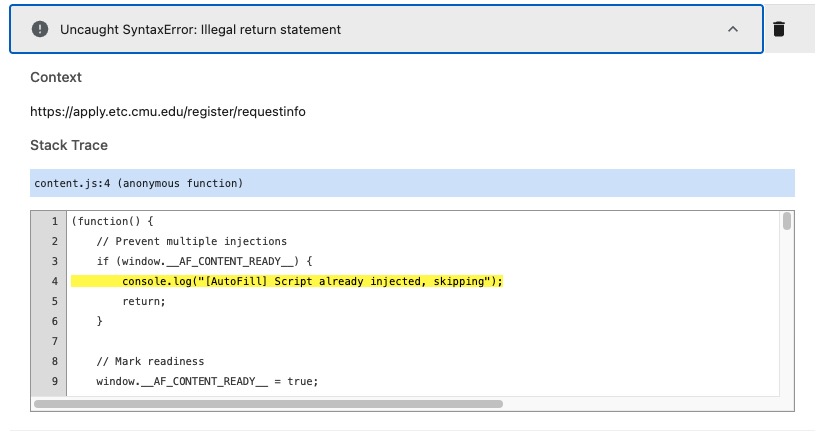 Uncaught SyntaxError: Illegal return statement
Context
https://apply.etc.cmu.edu/register/requestinfo
Stack Trace
content.js:4 (anonymous function)
1 (function() {
2     // Prevent multiple injections
3     if (window.__AF_CONTENT_READY__) {
4         console.log("[AutoFill] Script already injected, skipping");
5         return;
6     }
7
8     // Mark readiness
9     window.__AF_CONTENT_READY__ = true;